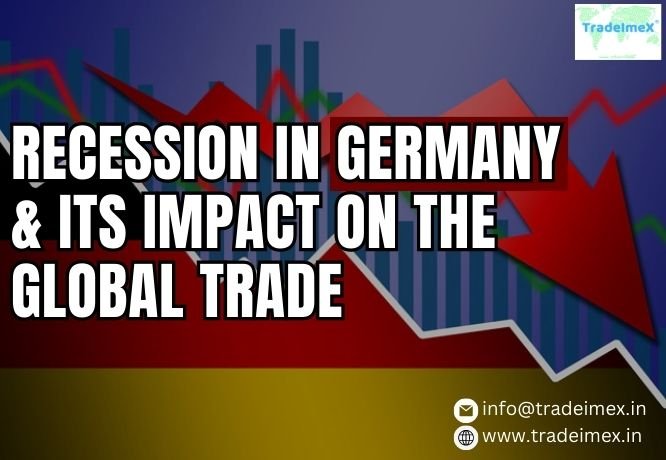 TradeImeX
RECESSION IN GERMANY
& ITS IMPACT ON THE
GLOBAL TRADE
info@tradeimex.in
www.tradeimex.in